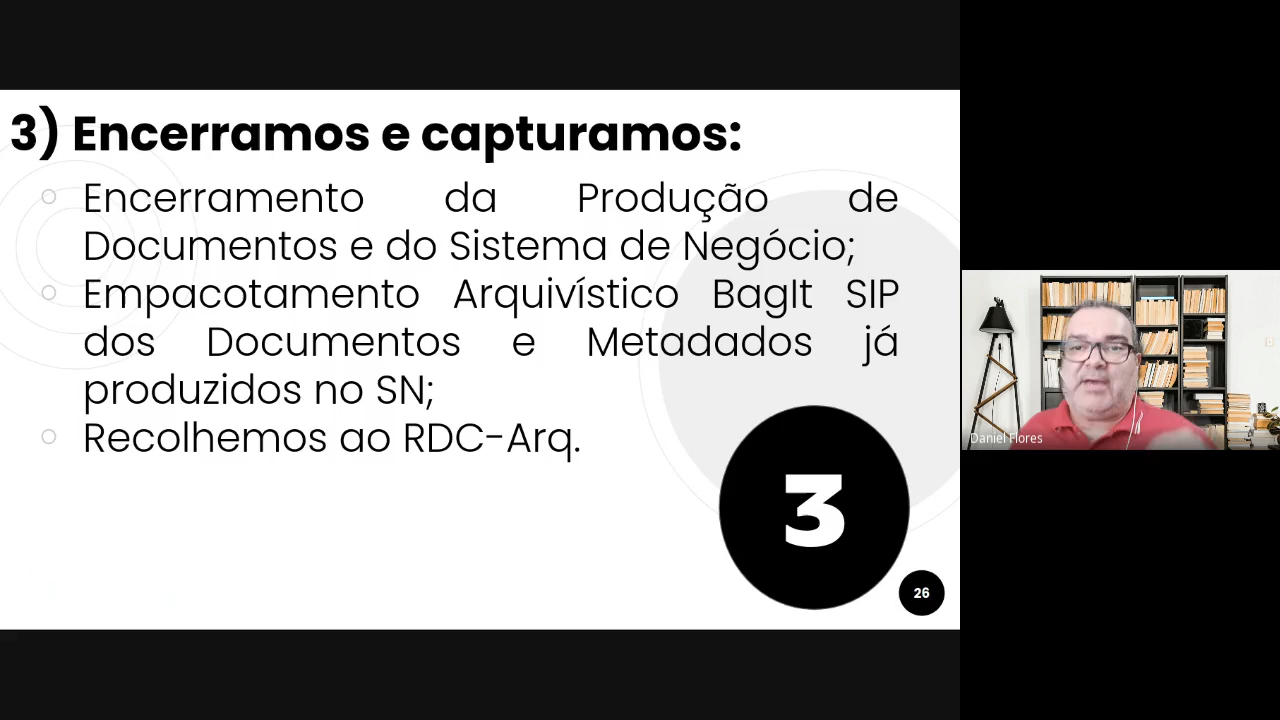 3) Encerramos e capturamos:
Encerramento da Produção de
Documentos e do Sistema de Negócio;
Empacotamento Arquivístico BagIt SIP
dos Documentos e Metadados já
produzidos no SN;
Recolhemos ao RDC-Arq.
3
26
Daniel Flores